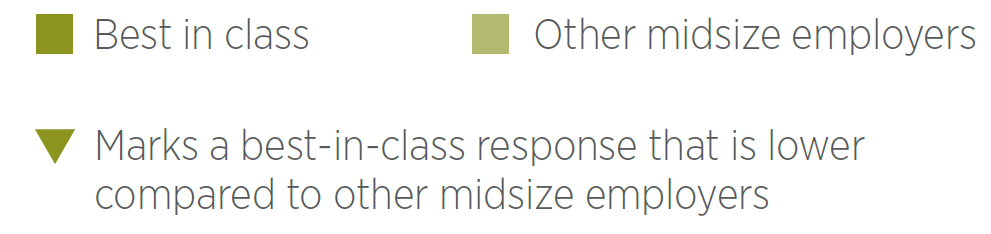 Best in class
Other midsize employers
Marks a best-in-class response that is lower
compared to other midsize employers